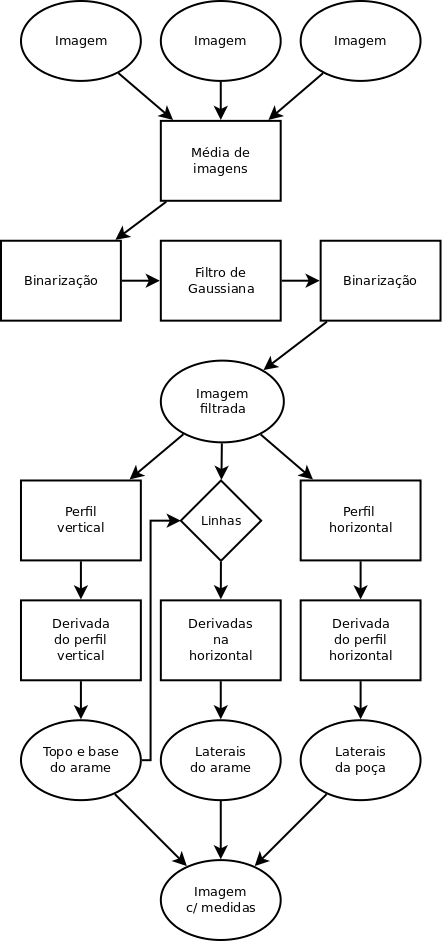 Imagem
Imagem
Imagem
Média de
imagens
Binarização
Filtro de
Gaussiana
Binarização
Imagem
filtrada
Perfil
vertical
Linhas
Perfil
horizontal
Derivada
do perfil
vertical
Derivadas
na
horizontal
Derivada
do perfil
horizontal
Topo e base
do arame
Laterais
do arame
Laterais
da poça
Imagem
c/ medidas